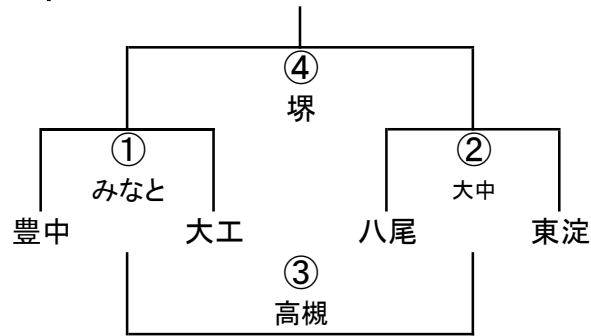 ④
堺
① ②
みなと 大中
豊中 大工 八尾 東淀
③
高槻